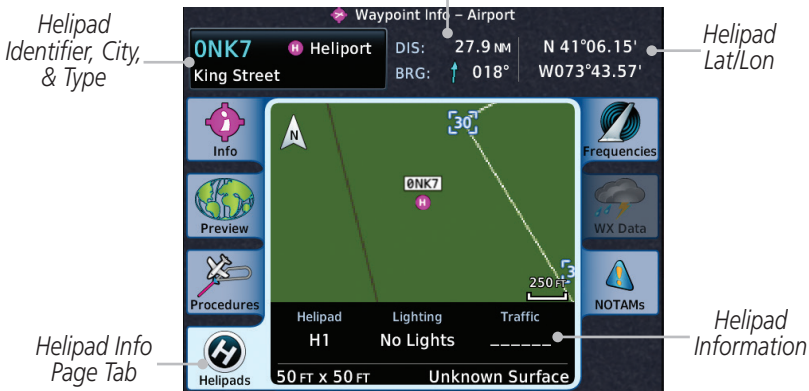 Waypoint Info – Airport
Helipad
Identifier, City,
& Type
0NK7
Heliport
King Street
DIS: 27.9 NM
BRG: 018°
N 41°06.15'
W073°43.57'
Helipad
Lat/Lon
Info
Preview
Procedures
Helipads
N
30
0NK7
H
3
250 FT
Frequencies
WX Data
NOTAMs
Helipad Lighting Traffic
H1 No Lights ______
50 FT X 50 FT Unknown Surface
Helipad Info
Page Tab
Helipad
Information